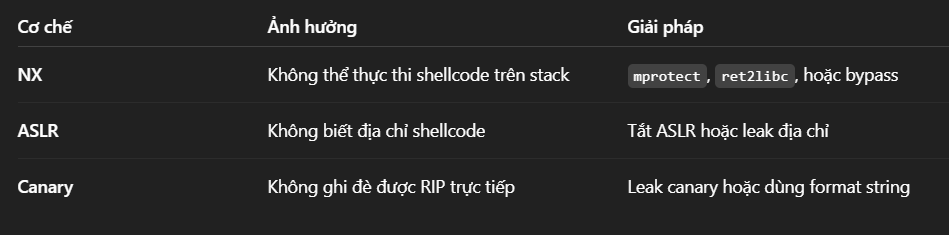 Cơ chế Ảnh hưởng Giải pháp
NX Không thể thực thi shellcode trên stack mprotect, ret2libc, hoặc bypass
ASLR Không biết địa chỉ shellcode Tắt ASLR hoặc leak địa chỉ
Canary Không ghi đè được RIP trực tiếp Leak canary hoặc dùng format string